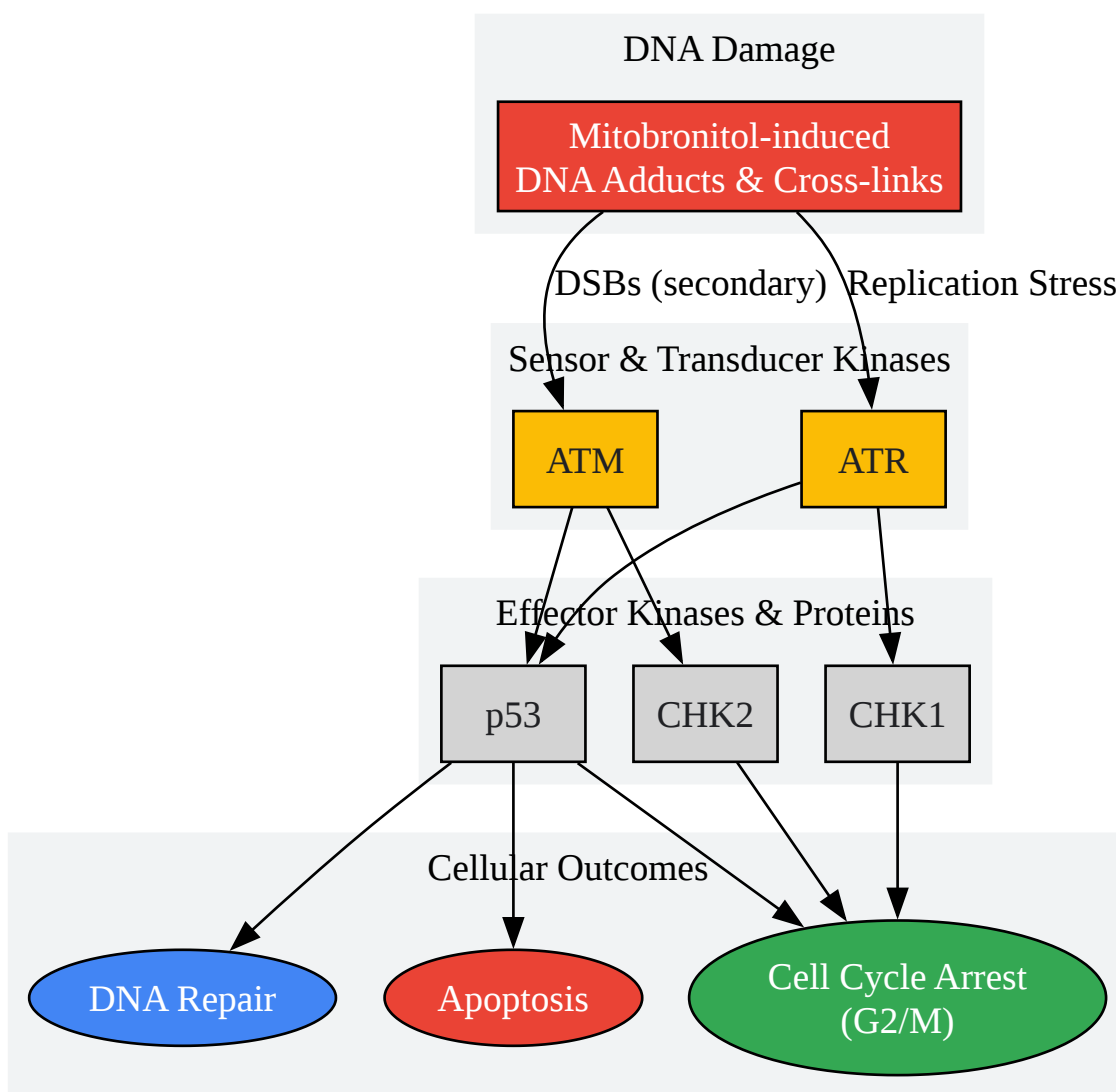 DNA Damage
Mitobronitol-induced
DNA Adducts & Cross-links
DSBs (secondary)
Replication Stress
Sensor & Transducer Kinases
ATM
ATR
Effector Kinases & Proteins
p53
CHK2
CHK1
Cellular Outcomes
DNA Repair
Apoptosis
Cell Cycle Arrest
(G2/M)